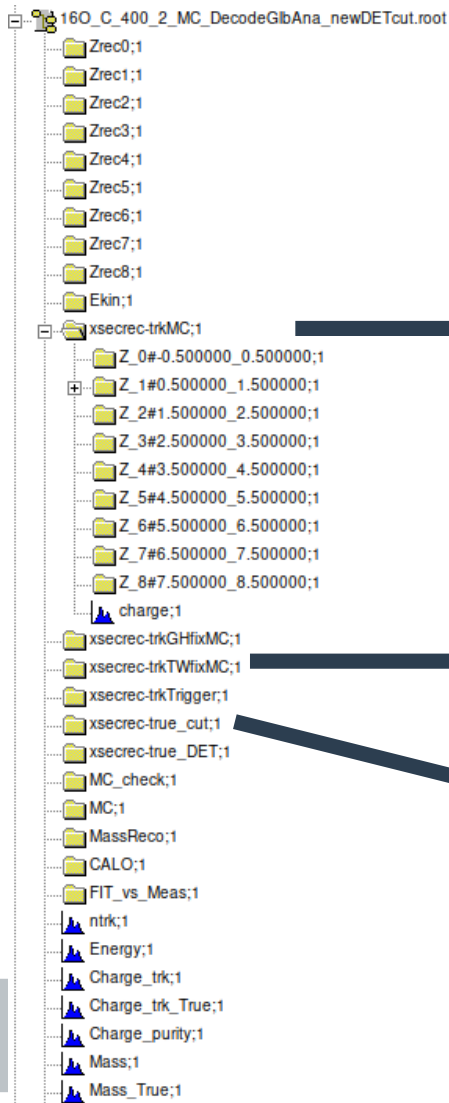 16O_C_400_2_MC_DecodeGlbAna_newDETcut.root
Zrec0;1
Zrec1;1
Zrec2;1
Zrec3;1
Zrec4;1
Zrec5;1
Zrec6;1
Zrec7;1
Zrec8;1
Ekin;1
xsecrec-trkMC;1
Z_0#-0.500000_0.500000;1
Z_1#0.500000_1.500000;1
Z_2#1.500000_2.500000;1
Z_3#2.500000_3.500000;1
Z_4#3.500000_4.500000;1
Z_5#4.500000_5.500000;1
Z_6#5.500000_6.500000;1
Z_7#6.500000_7.500000;1
Z_8#7.500000_8.500000;1
charge;1
xsecrec-trkGHfixMC;1
xsecrec-trkTWfixMC;1
xsecrec-trkTrigger;1
xsecrec-true_cut;1
xsecrec-true_DET;1
MC_check;1
MC;1
MassReco;1
CALO;1
FIT_vs_Meas;1
ntrk;1
Energy;1
Charge_trk;1
Charge_trk_True;1
Charge_purity;1
Mass;1
Mass_True;1